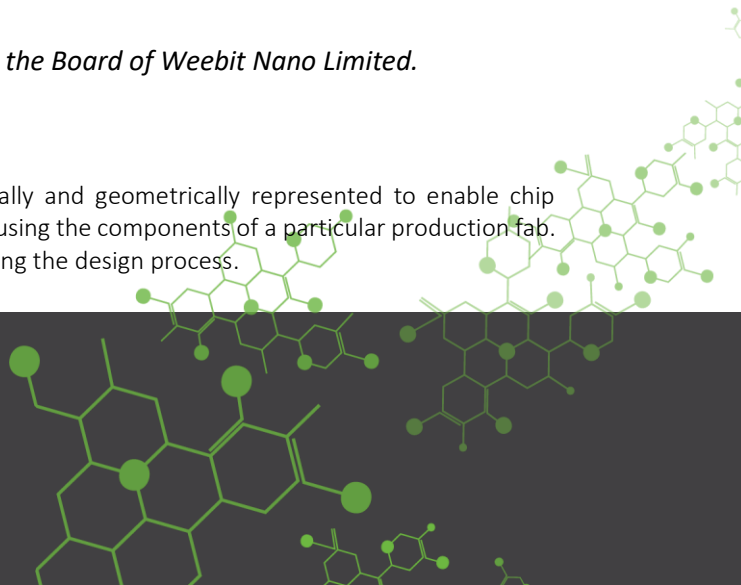 the Board of Weebit Nano Limited.
ally and geometrically represented to enable chip
using the components of a particular production fab.
ng the design process.